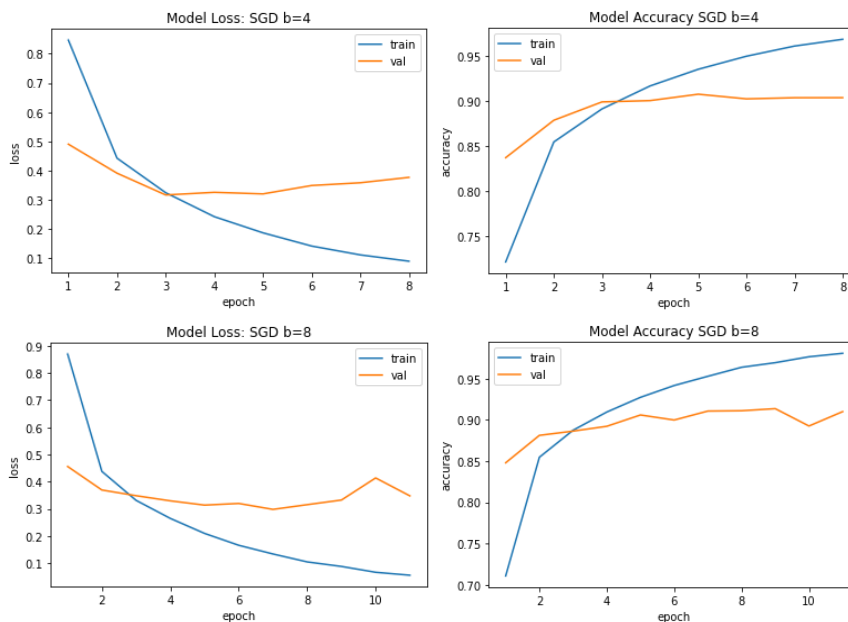 Model Loss: SGD b=4
train
val
loss
0.8
0.7
0.6
0.5
0.4
0.3
0.2
0.1
1 2 3 4 5 6 7 8
epoch
Model Accuracy SGD b=4
train
val
accuracy
0.95
0.90
0.85
0.80
0.75
1 2 3 4 5 6 7 8
epoch
Model Loss: SGD b=8
train
val
loss
0.9
0.8
0.7
0.6
0.5
0.4
0.3
0.2
0.1
2 4 6 8 10
epoch
Model Accuracy SGD b=8
train
val
accuracy
0.95
0.90
0.85
0.80
0.75
0.70
2 4 6 8 10
epoch